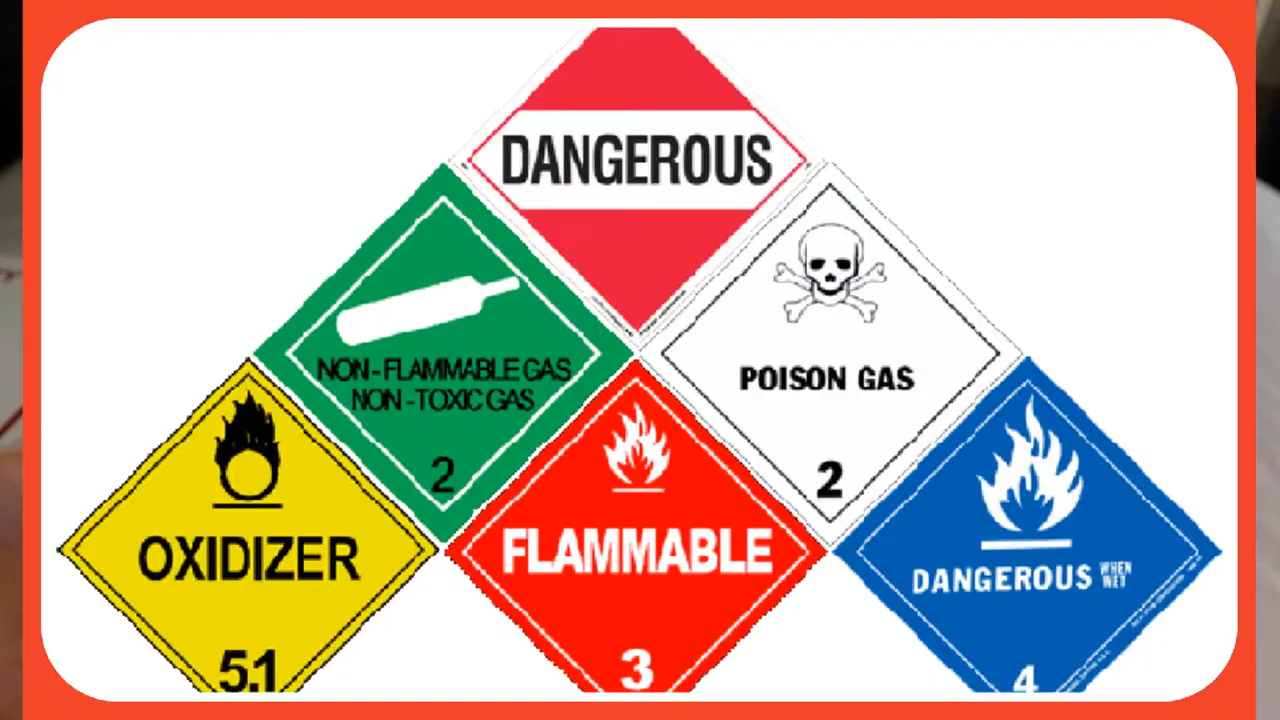 DANGEROUS
NON-FLAMMABLE GAS
NON-TOXIC GAS
2
POISON GAS
2
OXIDIZER
5.1
FLAMMABLE
3
DANGEROUS WHEN
WET
4